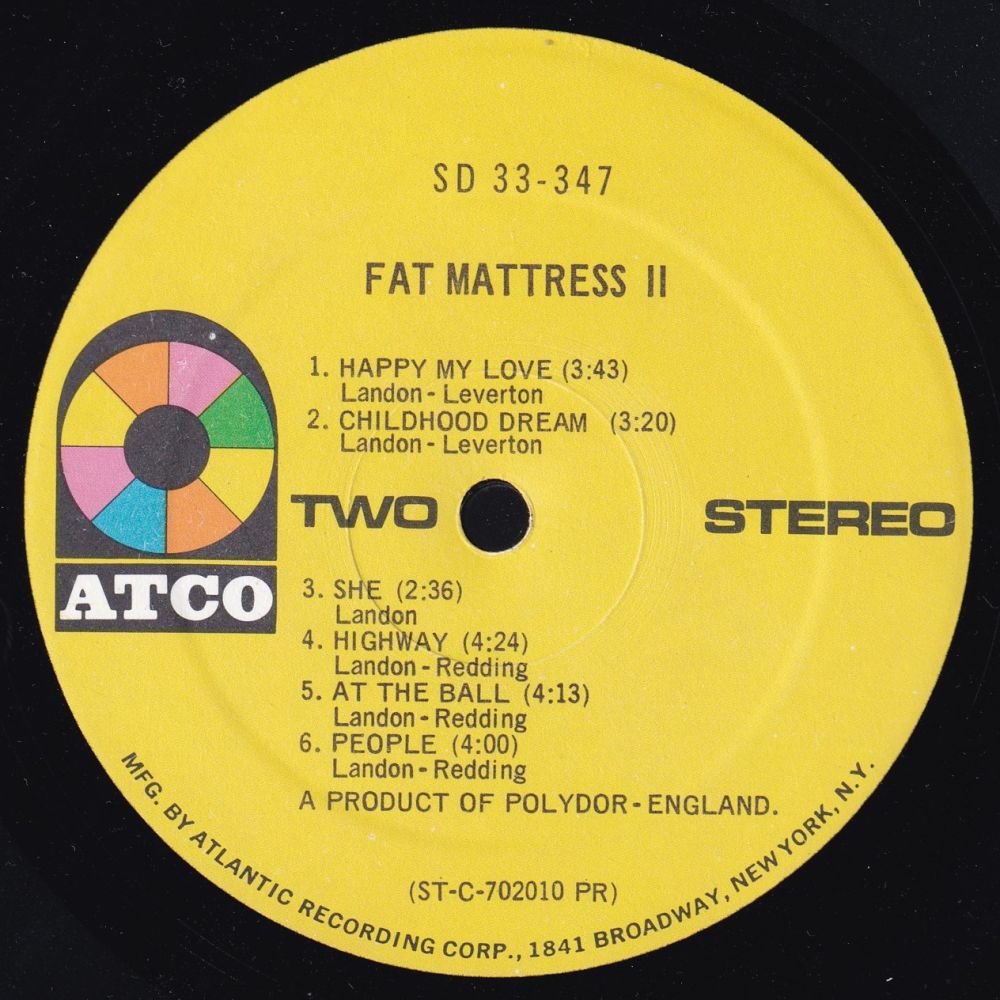 SD 33-347
FAT MATTRESS II
1. HAPPY MY LOVE (3:43)
Landon-Leverton
2. CHILDHOOD DREAM (3:20)
Landon-Leverton
TWO
STEREO
ATCO
3. SHE (2:36)
Landon
4. HIGHWAY (4:24)
Landon-Redding
5. AT THE BALL (4:13)
Landon-Redding
6. PEOPLE (4:00)
Landon-Redding
A PRODUCT OF POLYDOR-ENGLAND.
(ST-C-702010 PR)
MFG. BY ATLANTIC RECORDING CORP., 1841 BROADWAY, NEW YORK, N.Y.